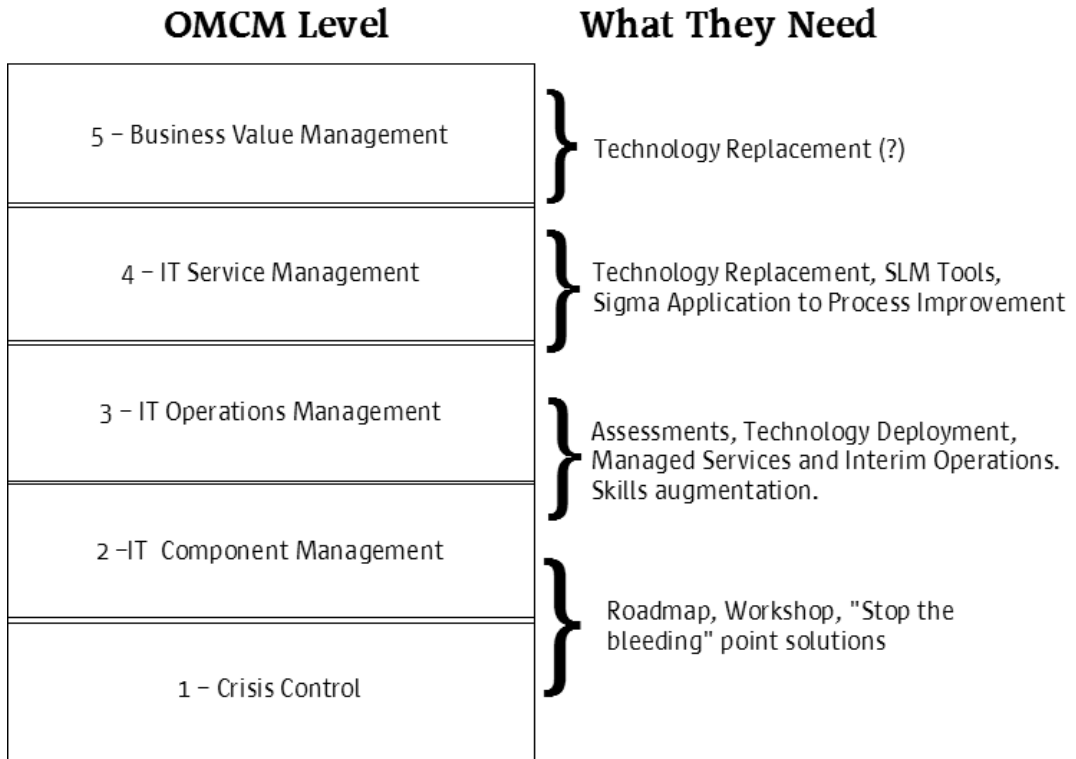 OMCM Level
What They Need
5 – Business Value Management
Technology Replacement (?)
4 – IT Service Management
Technology Replacement, SLM Tools,
Sigma Application to Process Improvement
3 – IT Operations Management
Assessments, Technology Deployment,
Managed Services and Interim Operations.
Skills augmentation.
2 –IT  Component Management
Roadmap, Workshop, "Stop the
bleeding" point solutions
1 – Crisis Control